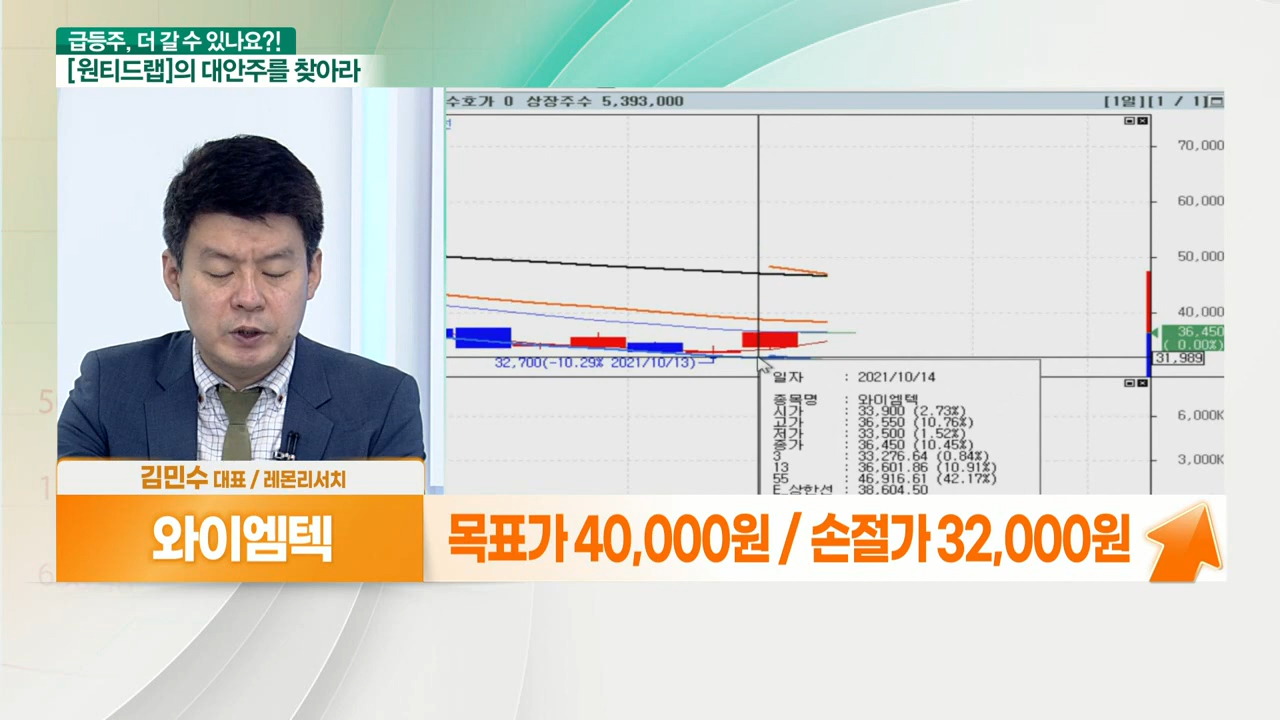 급등주, 더 갈 수 있나요?!
[원티드랩]의 대안주를 찾아라
수호가 0 상장주수 5,393,000
[1일][1 / 1]
70,000
60,000
50,000
40,000
36,450
( 0.00%)
31,989
32,700(-10.29% 2021/10/13)
일자 : 2021/10/14
종목명 : 와이엠텍
시가 : 33,900 (2.73%)
고가 : 36,550 (10.76%)
저가 : 33,500 (1.52%)
종가 : 36,450 (10.45%)
3 : 33,276.64 (0.84%)
13 : 36,601.86 (10.91%)
55 : 46,916.61 (42.17%)
E_상한선 : 38,604.50
6,000K
3,000K
김민수 대표 / 레몬리서치
와이엠텍
목표가 40,000원 / 손절가 32,000원